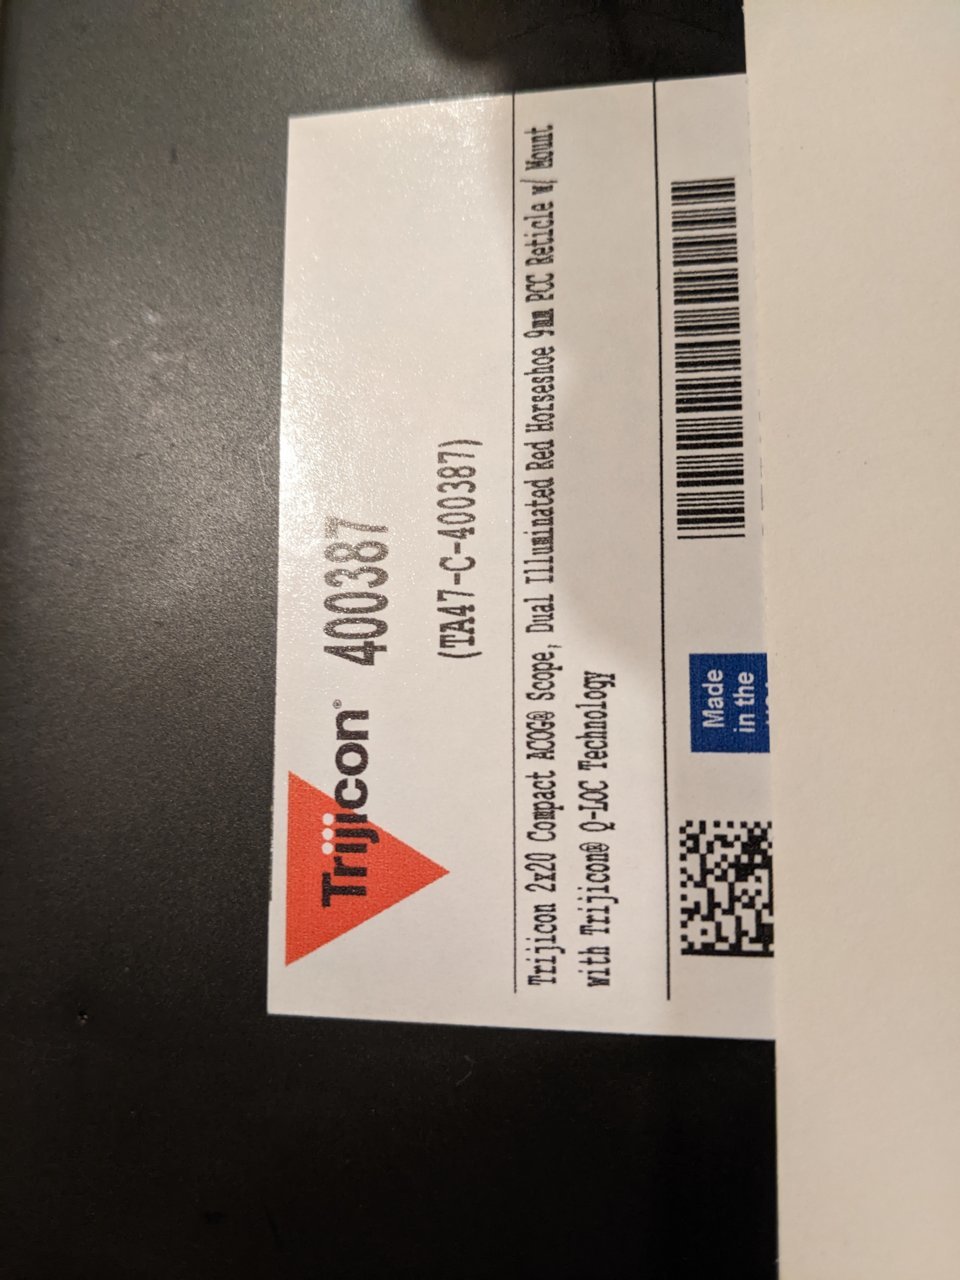 Trijicon® 400387
(TA47-C-400387)
Trijicon 2x20 Compact ACOG® Scope, Dual Illuminated Red Horseshoe 9mm PCC Reticle w/ Mount
with Trijicon® Q-LOC Technology
Made
in the